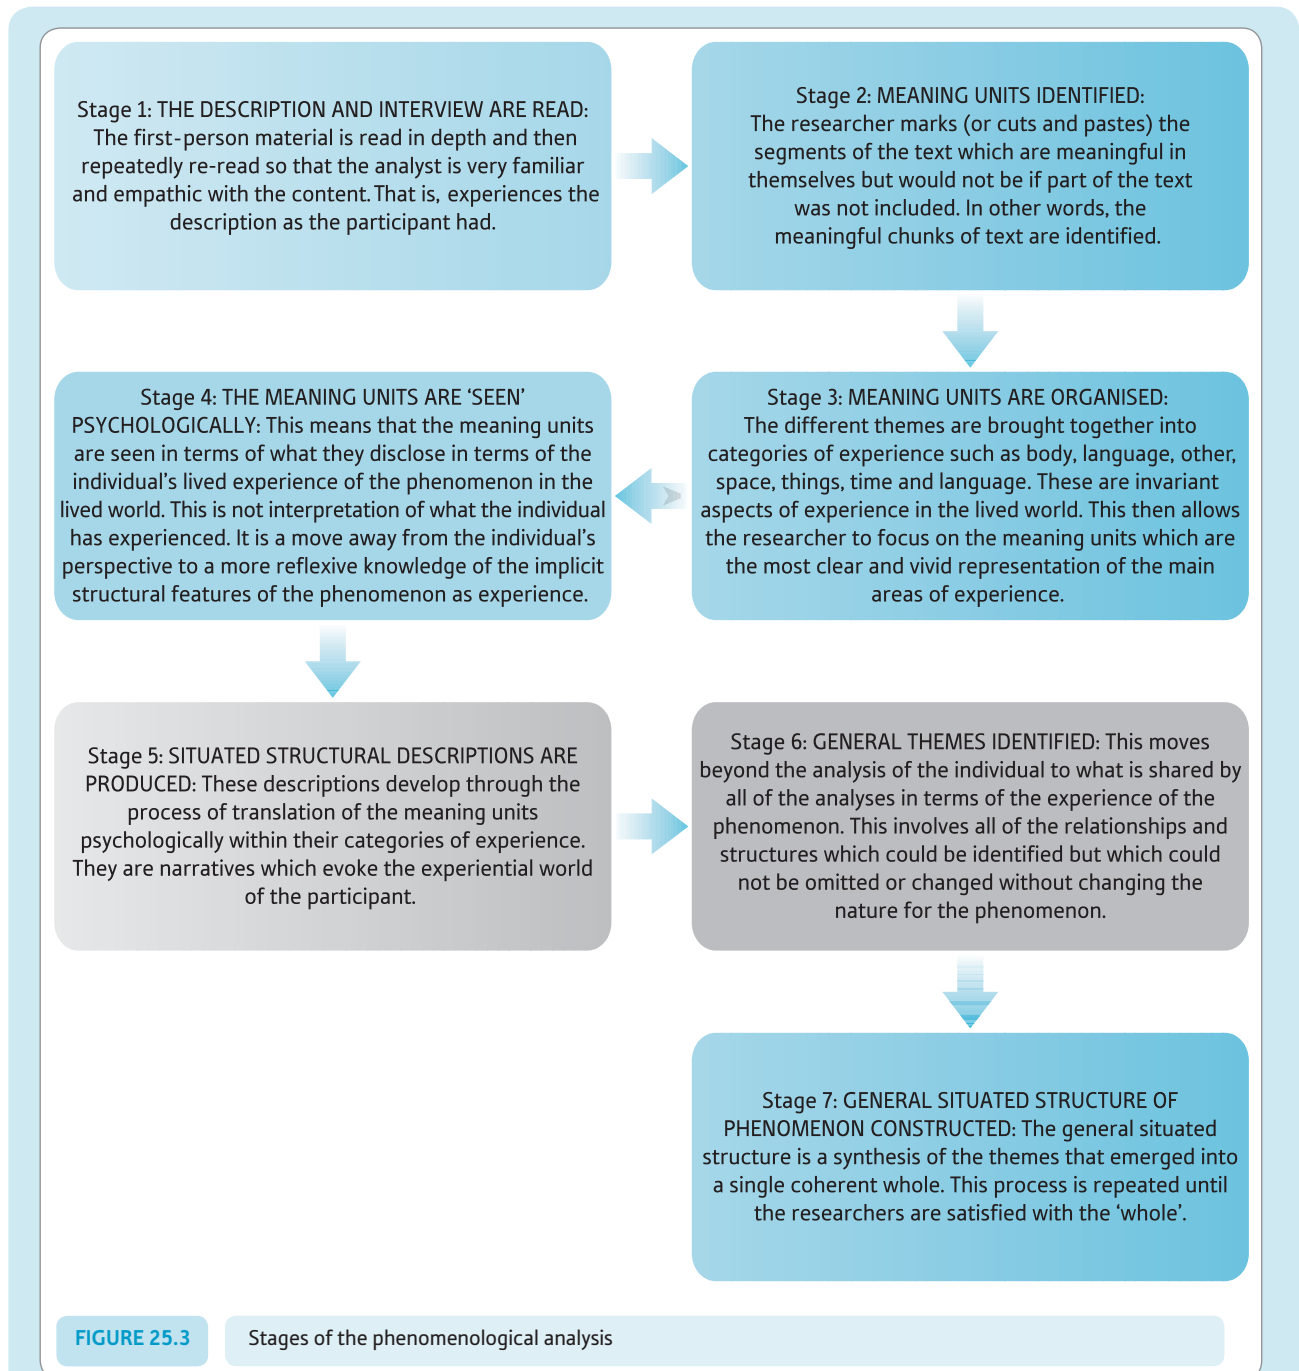 Stage 1: THE DESCRIPTION AND INTERVIEW ARE READ:
The first-person material is read in depth and then
repeatedly re-read so that the analyst is very familiar
and empathic with the content. That is, experiences the
description as the participant had.
Stage 2: MEANING UNITS IDENTIFIED:
The researcher marks (or cuts and pastes) the
segments of the text which are meaningful in
themselves but would not be if part of the text
was not included. In other words, the
meaningful chunks of text are identified.
Stage 3: MEANING UNITS ARE ORGANISED:
The different themes are brought together into
categories of experience such as body, language, other,
space, things, time and language. These are invariant
aspects of experience in the lived world. This then allows
the researcher to focus on the meaning units which are
the most clear and vivid representation of the main
areas of experience.
Stage 4: THE MEANING UNITS ARE ‘SEEN’
PSYCHOLOGICALLY: This means that the meaning units
are seen in terms of what they disclose in terms of the
individual’s lived experience of the phenomenon in the
lived world. This is not interpretation of what the individual
has experienced. It is a move away from the individual’s
perspective to a more reflexive knowledge of the implicit
structural features of the phenomenon as experience.
Stage 5: SITUATED STRUCTURAL DESCRIPTIONS ARE
PRODUCED: These descriptions develop through the
process of translation of the meaning units
psychologically within their categories of experience.
They are narratives which evoke the experiential world
of the participant.
Stage 6: GENERAL THEMES IDENTIFIED: This moves
beyond the analysis of the individual to what is shared by
all of the analyses in terms of the experience of the
phenomenon. This involves all of the relationships and
structures which could be identified but which could
not be omitted or changed without changing the
nature for the phenomenon.
Stage 7: GENERAL SITUATED STRUCTURE OF
PHENOMENON CONSTRUCTED: The general situated
structure is a synthesis of the themes that emerged into
a single coherent whole. This process is repeated until
the researchers are satisfied with the ‘whole’.
FIGURE 25.3
Stages of the phenomenological analysis